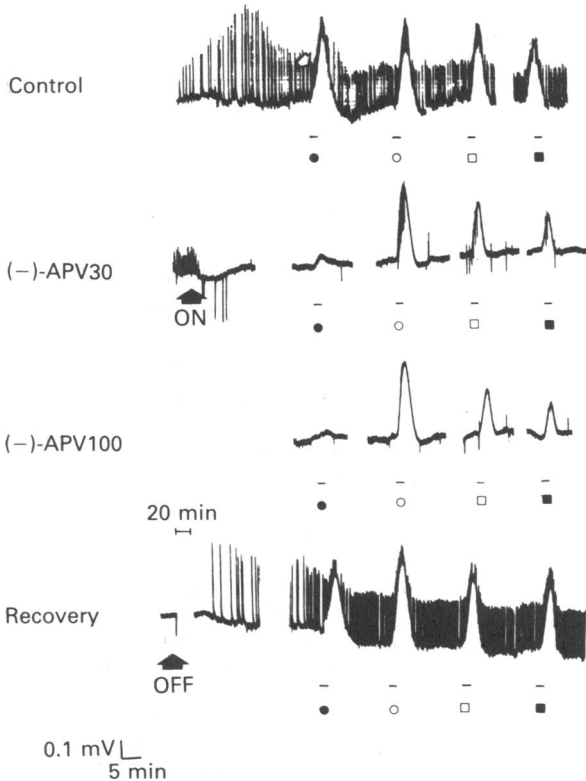 Control
(−)-APV30
ON
(−)-APV100
20 min
Recovery
OFF
0.1 mV
5 min